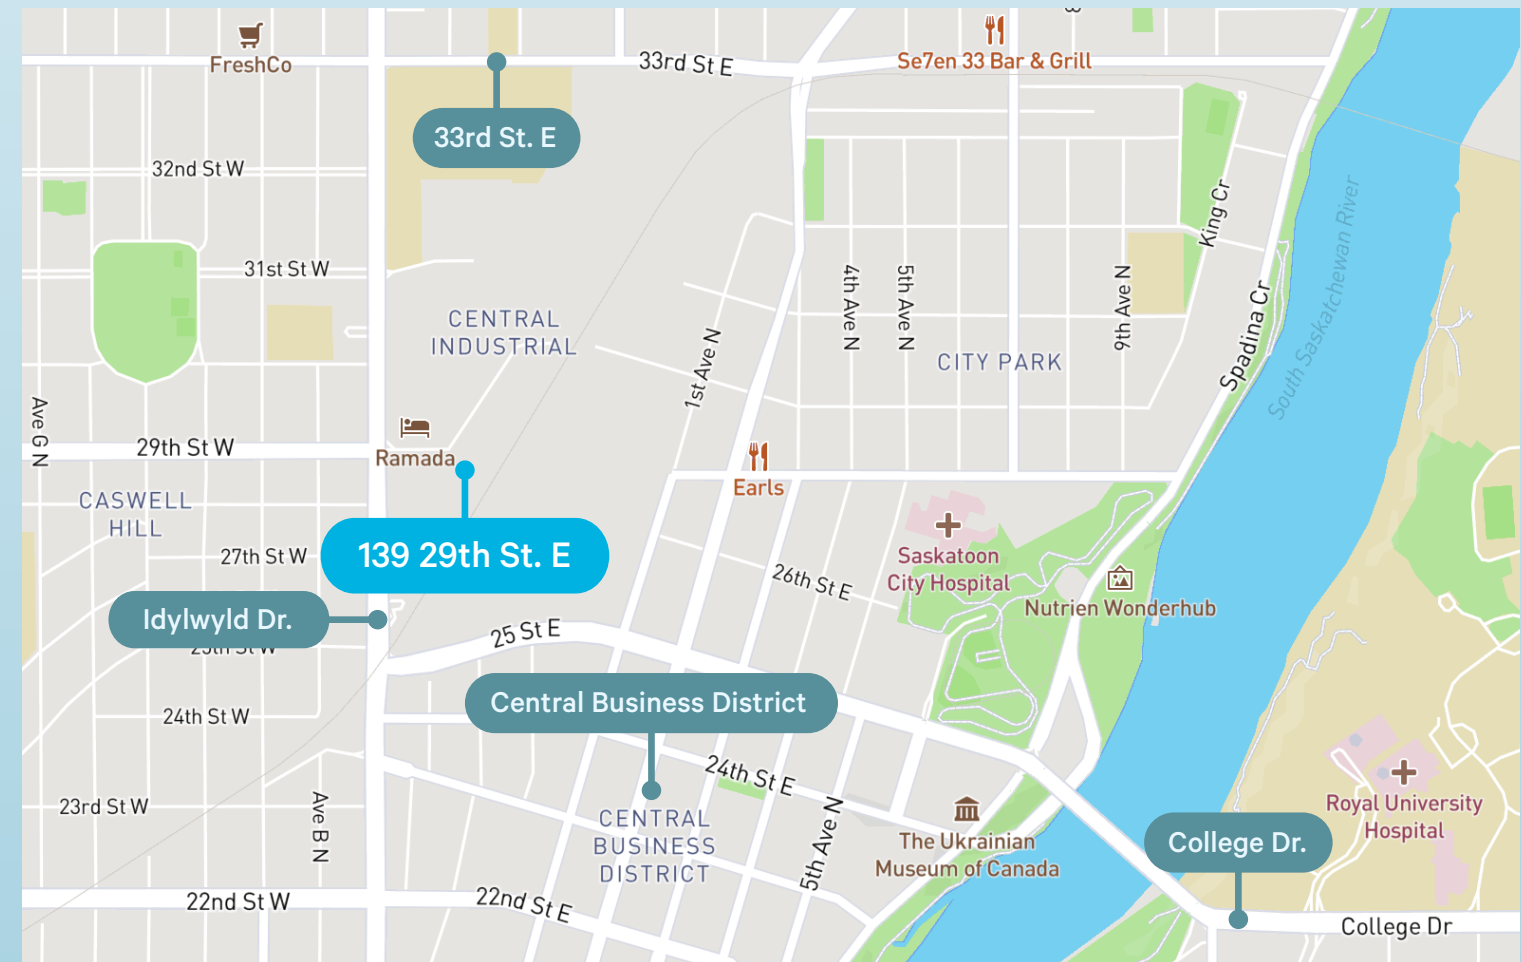 FreshCo
33rd St E
Se7en 33 Bar & Grill
33rd St. E
32nd St W
King Cr
South Saskatchewan River
31st St W
4th Ave N
5th Ave N
9th Ave N
Spadina Cr
CENTRAL
INDUSTRIAL
1st Ave N
CITY PARK
Ave G N
29th St W
Ramada
Earls
CASWELL
HILL
139 29th St. E
27th St W
Saskatoon
City Hospital
26th St E
Nutrien Wonderhub
Idylwyld Dr.
25 St E
Central Business District
24th St W
24th St E
23rd St W
Ave B N
CENTRAL
BUSINESS
DISTRICT
5th Ave N
The Ukrainian
Museum of Canada
Royal University
Hospital
College Dr.
22nd St W
22nd St E
College Dr